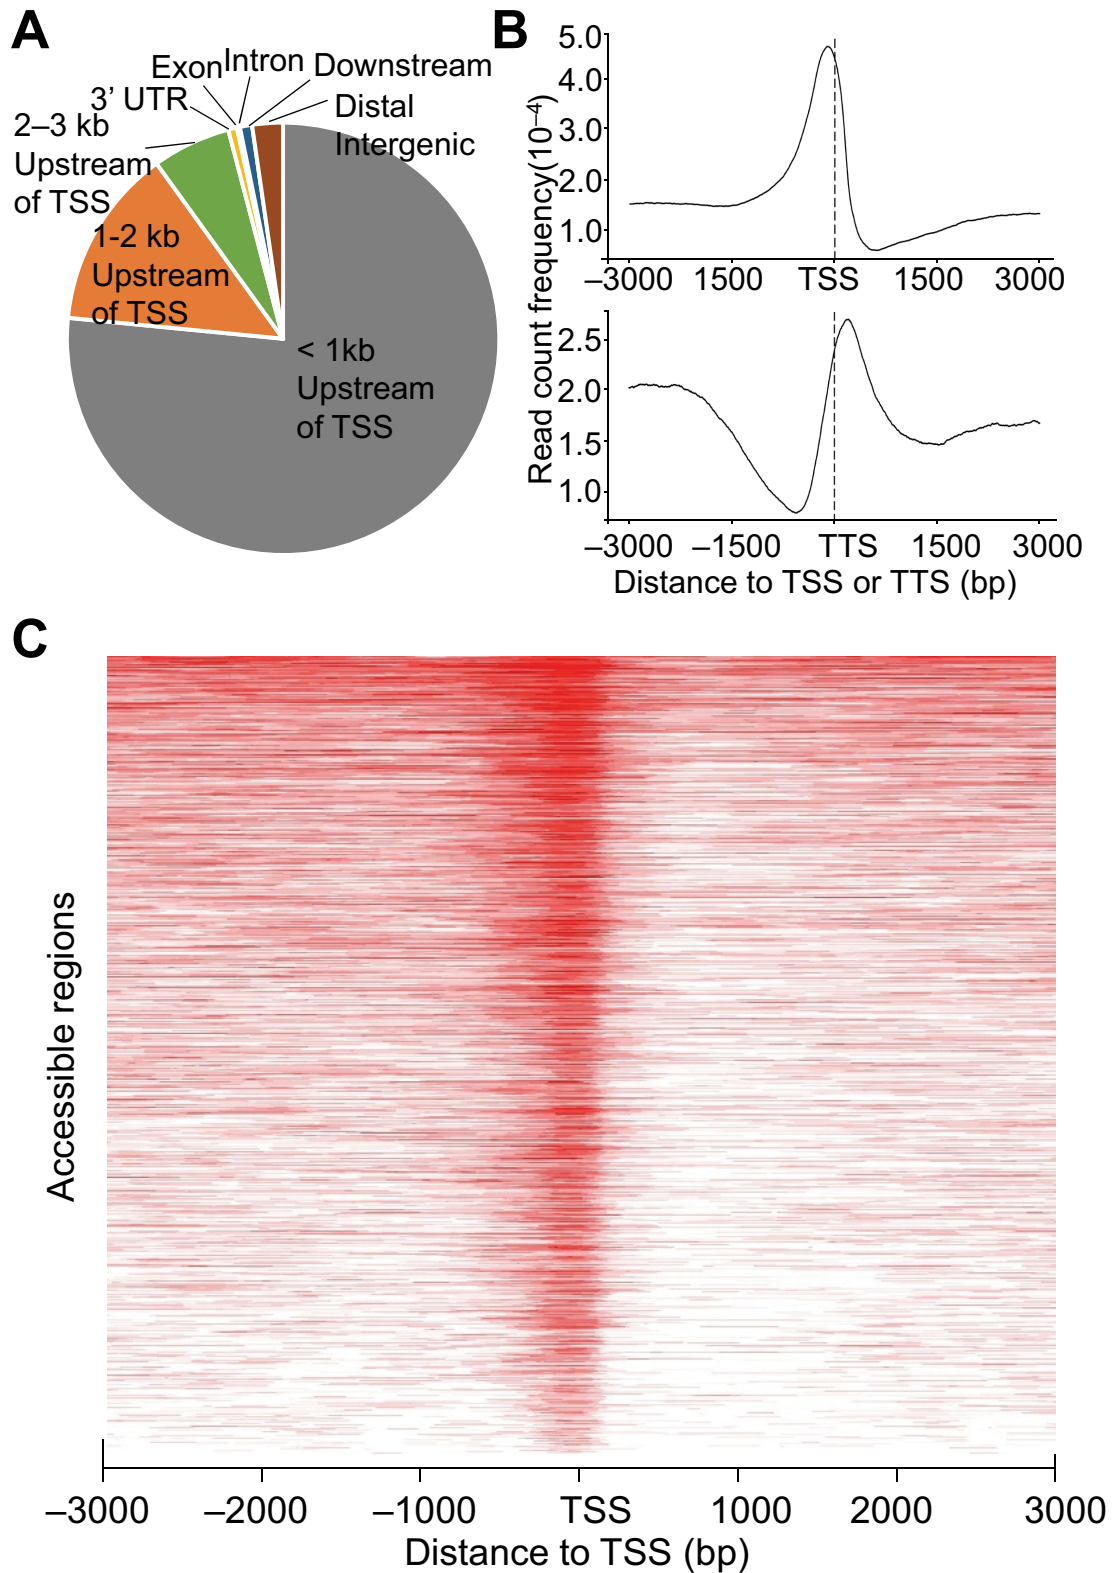 A
Exon
Intron
Downstream
3’ UTR
Distal
Intergenic
2–3 kb
Upstream
of TSS
1-2 kb
Upstream
of TSS
< 1kb
Upstream
of TSS
B
Read count frequency(10–4)
5.0
4.0
3.0
2.0
1.0
–3000 1500 TSS 1500 3000
2.5
2.0
1.5
1.0
–3000 –1500 TTS 1500 3000
Distance to TSS or TTS (bp)
C
Accessible regions
–3000 –2000 –1000 TSS 1000 2000 3000
Distance to TSS (bp)